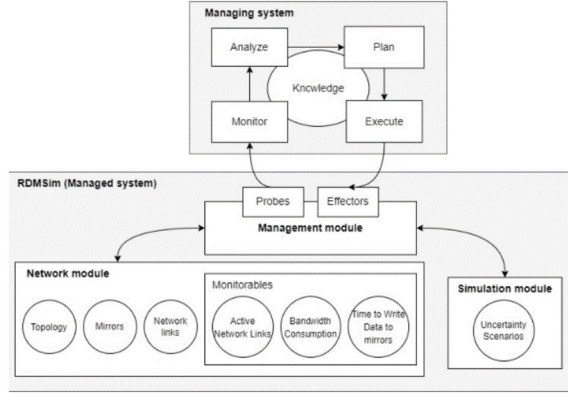 Managing system
Analyze
Plan
Knowledge
Monitor
Execute
RDMSim (Managed system)
Probes
Effectors
Management module
Network module
Monitorables
Simulation module
Topology
Mirrors
Network
links
Active
Network Links
Bandwidth
Consumption
Time to Write
Data to
mirrors
Uncertainty
Scenarios